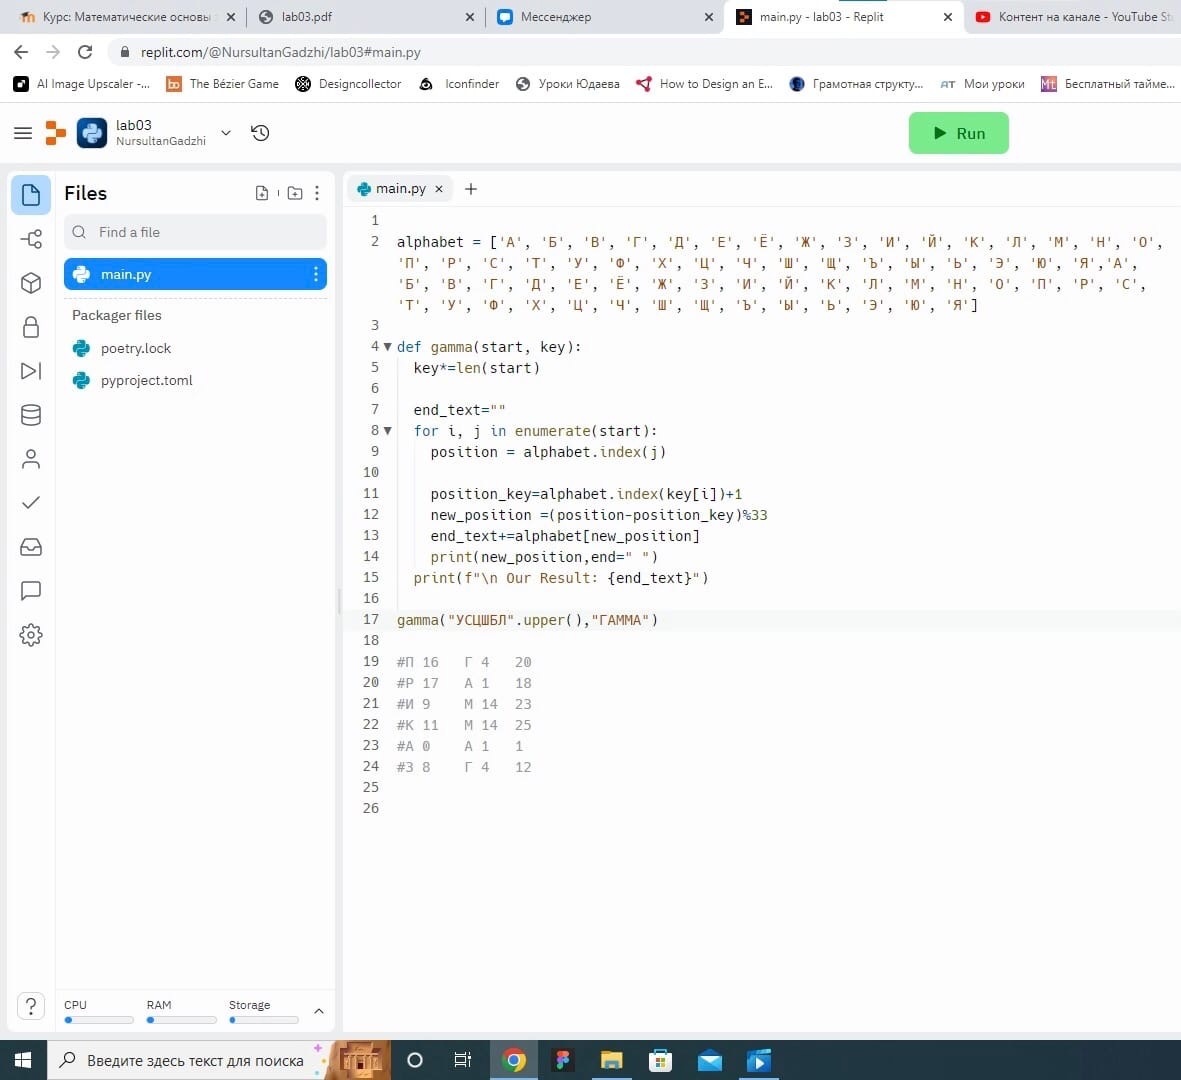 Курс: Математические основы
lab03.pdf
Мессенджер
main.py - lab03 - Replit
Контент на канале - YouTube St
replit.com/@NursultanGadzhi/lab03#main.py
AI Image Upscaler -...
The Bézier Game
Designcollector
Iconfinder
Уроки Юдаева
How to Design an E...
Грамотная структу...
Мои уроки
Бесплатный тайме...
lab03
NursultanGadzhi
Run
Files
Find a file
main.py
Packager files
poetry.lock
pyproject.toml
CPU
RAM
Storage
main.py
1
2 alphabet = ['А', 'Б', 'В', 'Г', 'Д', 'Е', 'Ё', 'Ж', 'З', 'И', 'Й', 'К', 'Л', 'М', 'Н', 'О',
'П', 'Р', 'С', 'Т', 'У', 'Ф', 'Х', 'Ц', 'Ч', 'Ш', 'Щ', 'Ъ', 'Ы', 'Ь', 'Э', 'Ю', 'Я','А',
'Б', 'В', 'Г', 'Д', 'Е', 'Ё', 'Ж', 'З', 'И', 'Й', 'К', 'Л', 'М', 'Н', 'О', 'П', 'Р', 'С',
'Т', 'У', 'Ф', 'Х', 'Ц', 'Ч', 'Ш', 'Щ', 'Ъ', 'Ы', 'Ь', 'Э', 'Ю', 'Я']
3
4 def gamma(start, key):
5 key*=len(start)
6
7 end_text=""
8 for i, j in enumerate(start):
9 position = alphabet.index(j)
10
11 position_key=alphabet.index(key[i])+1
12 new_position =(position-position_key)%33
13 end_text+=alphabet[new_position]
14 print(new_position,end=" ")
15 print(f"\n Our Result: {end_text}")
16
17 gamma("УСЦШБЛ".upper(),"ГАММА")
18
19 #П 16 Г 4 20
20 #Р 17 А 1 18
21 #И 9 М 14 23
22 #К 11 М 14 25
23 #А 0 А 1 1
24 #З 8 Г 4 12
25
26
Введите здесь текст для поиска